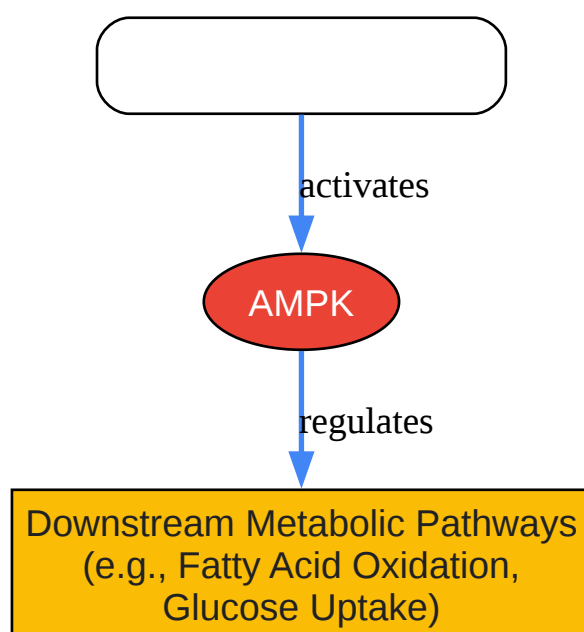 activates
AMPK
regulates
Downstream Metabolic Pathways
(e.g., Fatty Acid Oxidation,
Glucose Uptake)